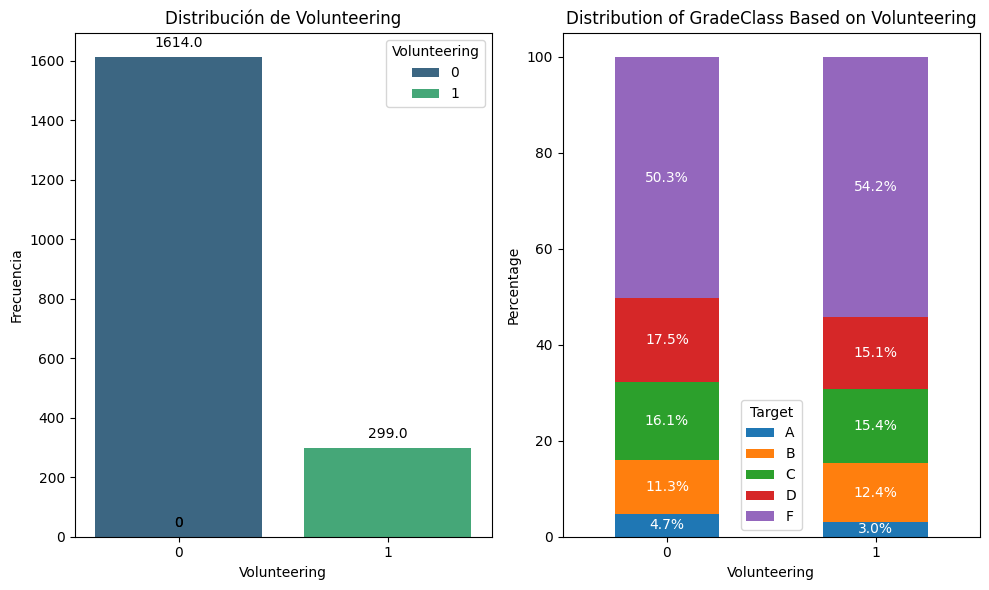 Distribución de Volunteering
1614.0
Volunteering
0
1
299.0
0
1600
1400
1200
1000
800
600
400
200
0
Frecuencia
0
1
Volunteering
Distribution of GradeClass Based on Volunteering
100
80
60
40
20
0
Percentage
50.3%
54.2%
17.5%
15.1%
16.1%
15.4%
11.3%
12.4%
4.7%
3.0%
Target
A
B
C
D
F
0
1
Volunteering